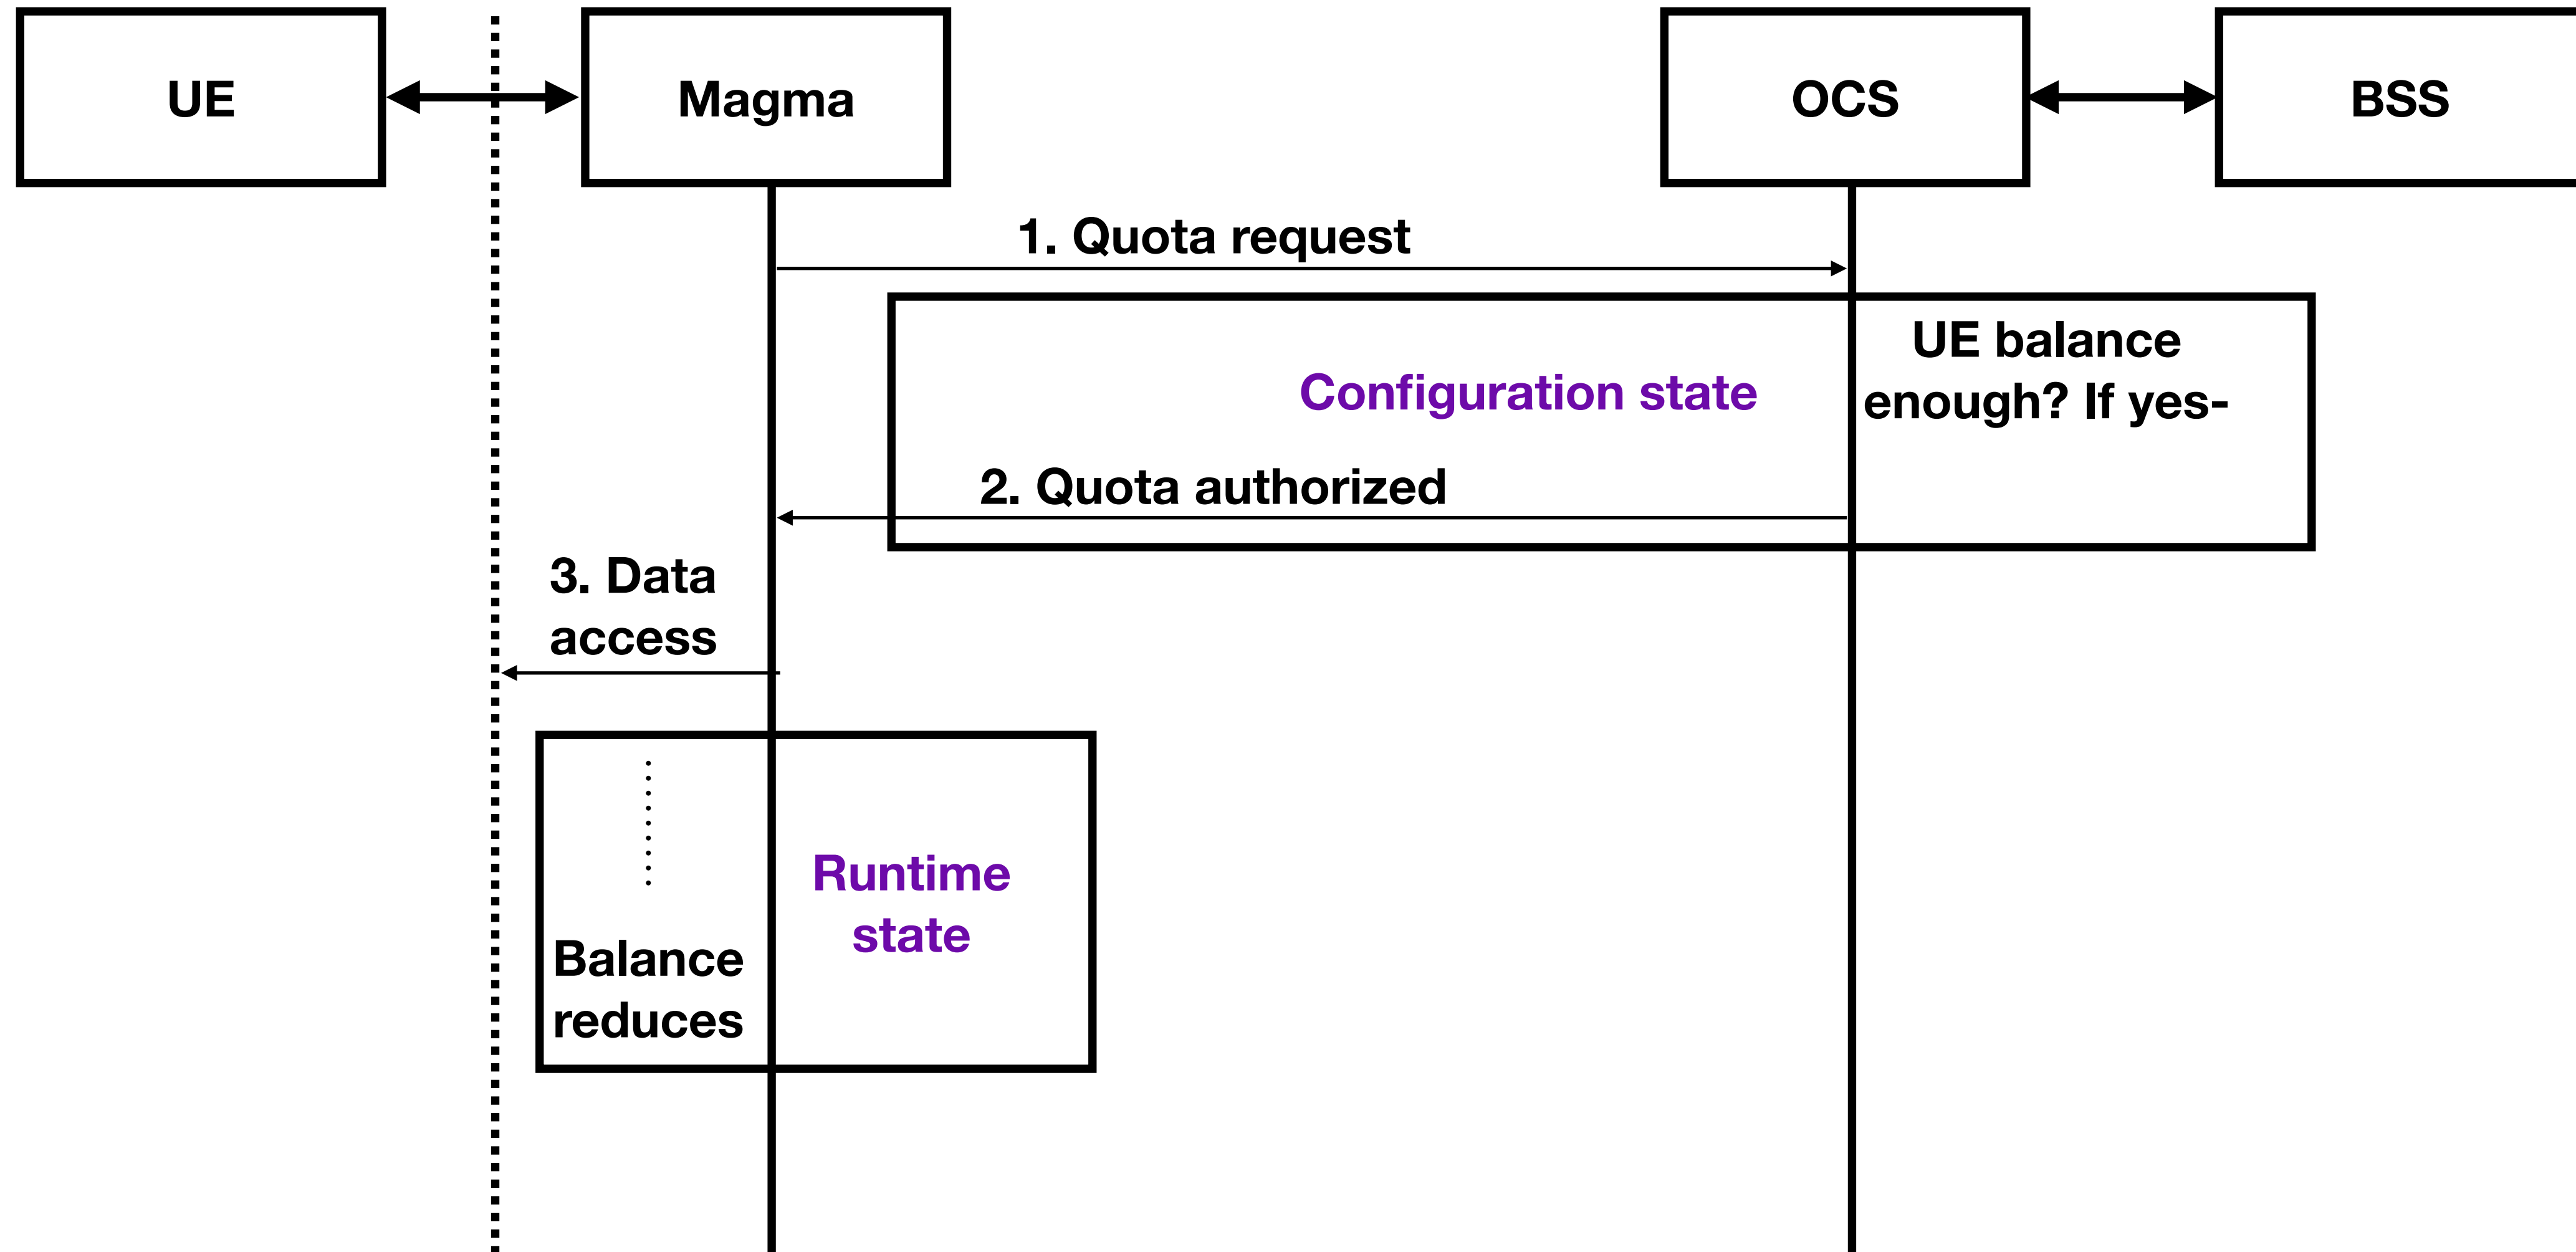 UE
Magma
OCS
BSS
1. Quota request
UE balance
enough? If yes-
Configuration state
2. Quota authorized
3. Data
access
Runtime
state
Balance
reduces